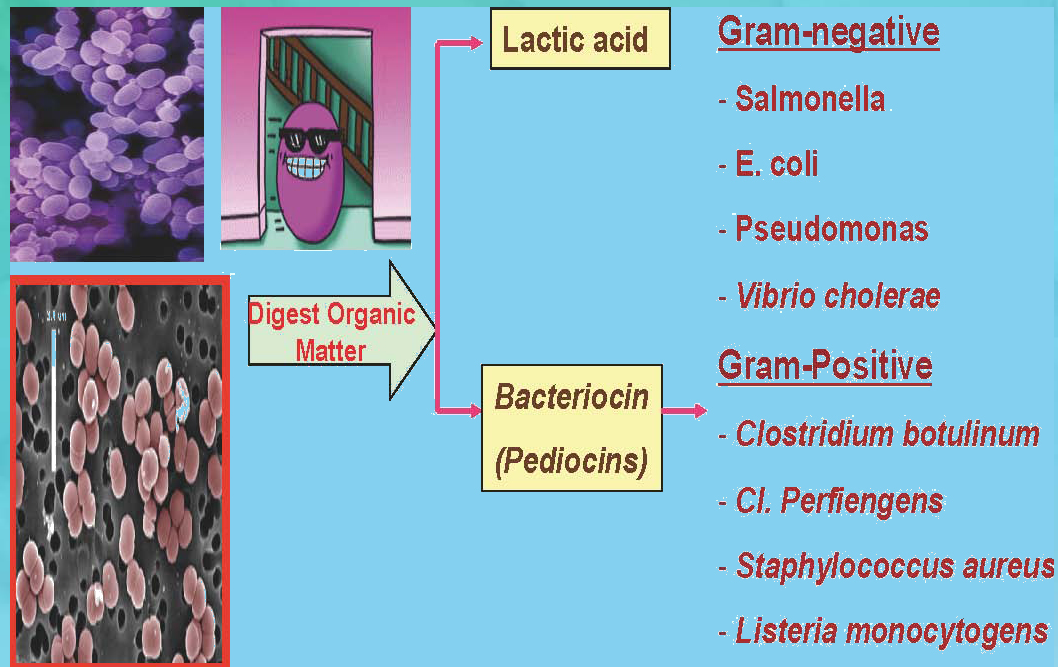 Lactic acid
Gram-negative
- Salmonella
- E. coli
- Pseudomonas
- Vibrio cholerae
Digest Organic
Matter
Bacteriocin
(Pediocins)
Gram-Positive
- Clostridium botulinum
- Cl. Perfiengens
- Staphylococcus aureus
- Listeria monocytogens